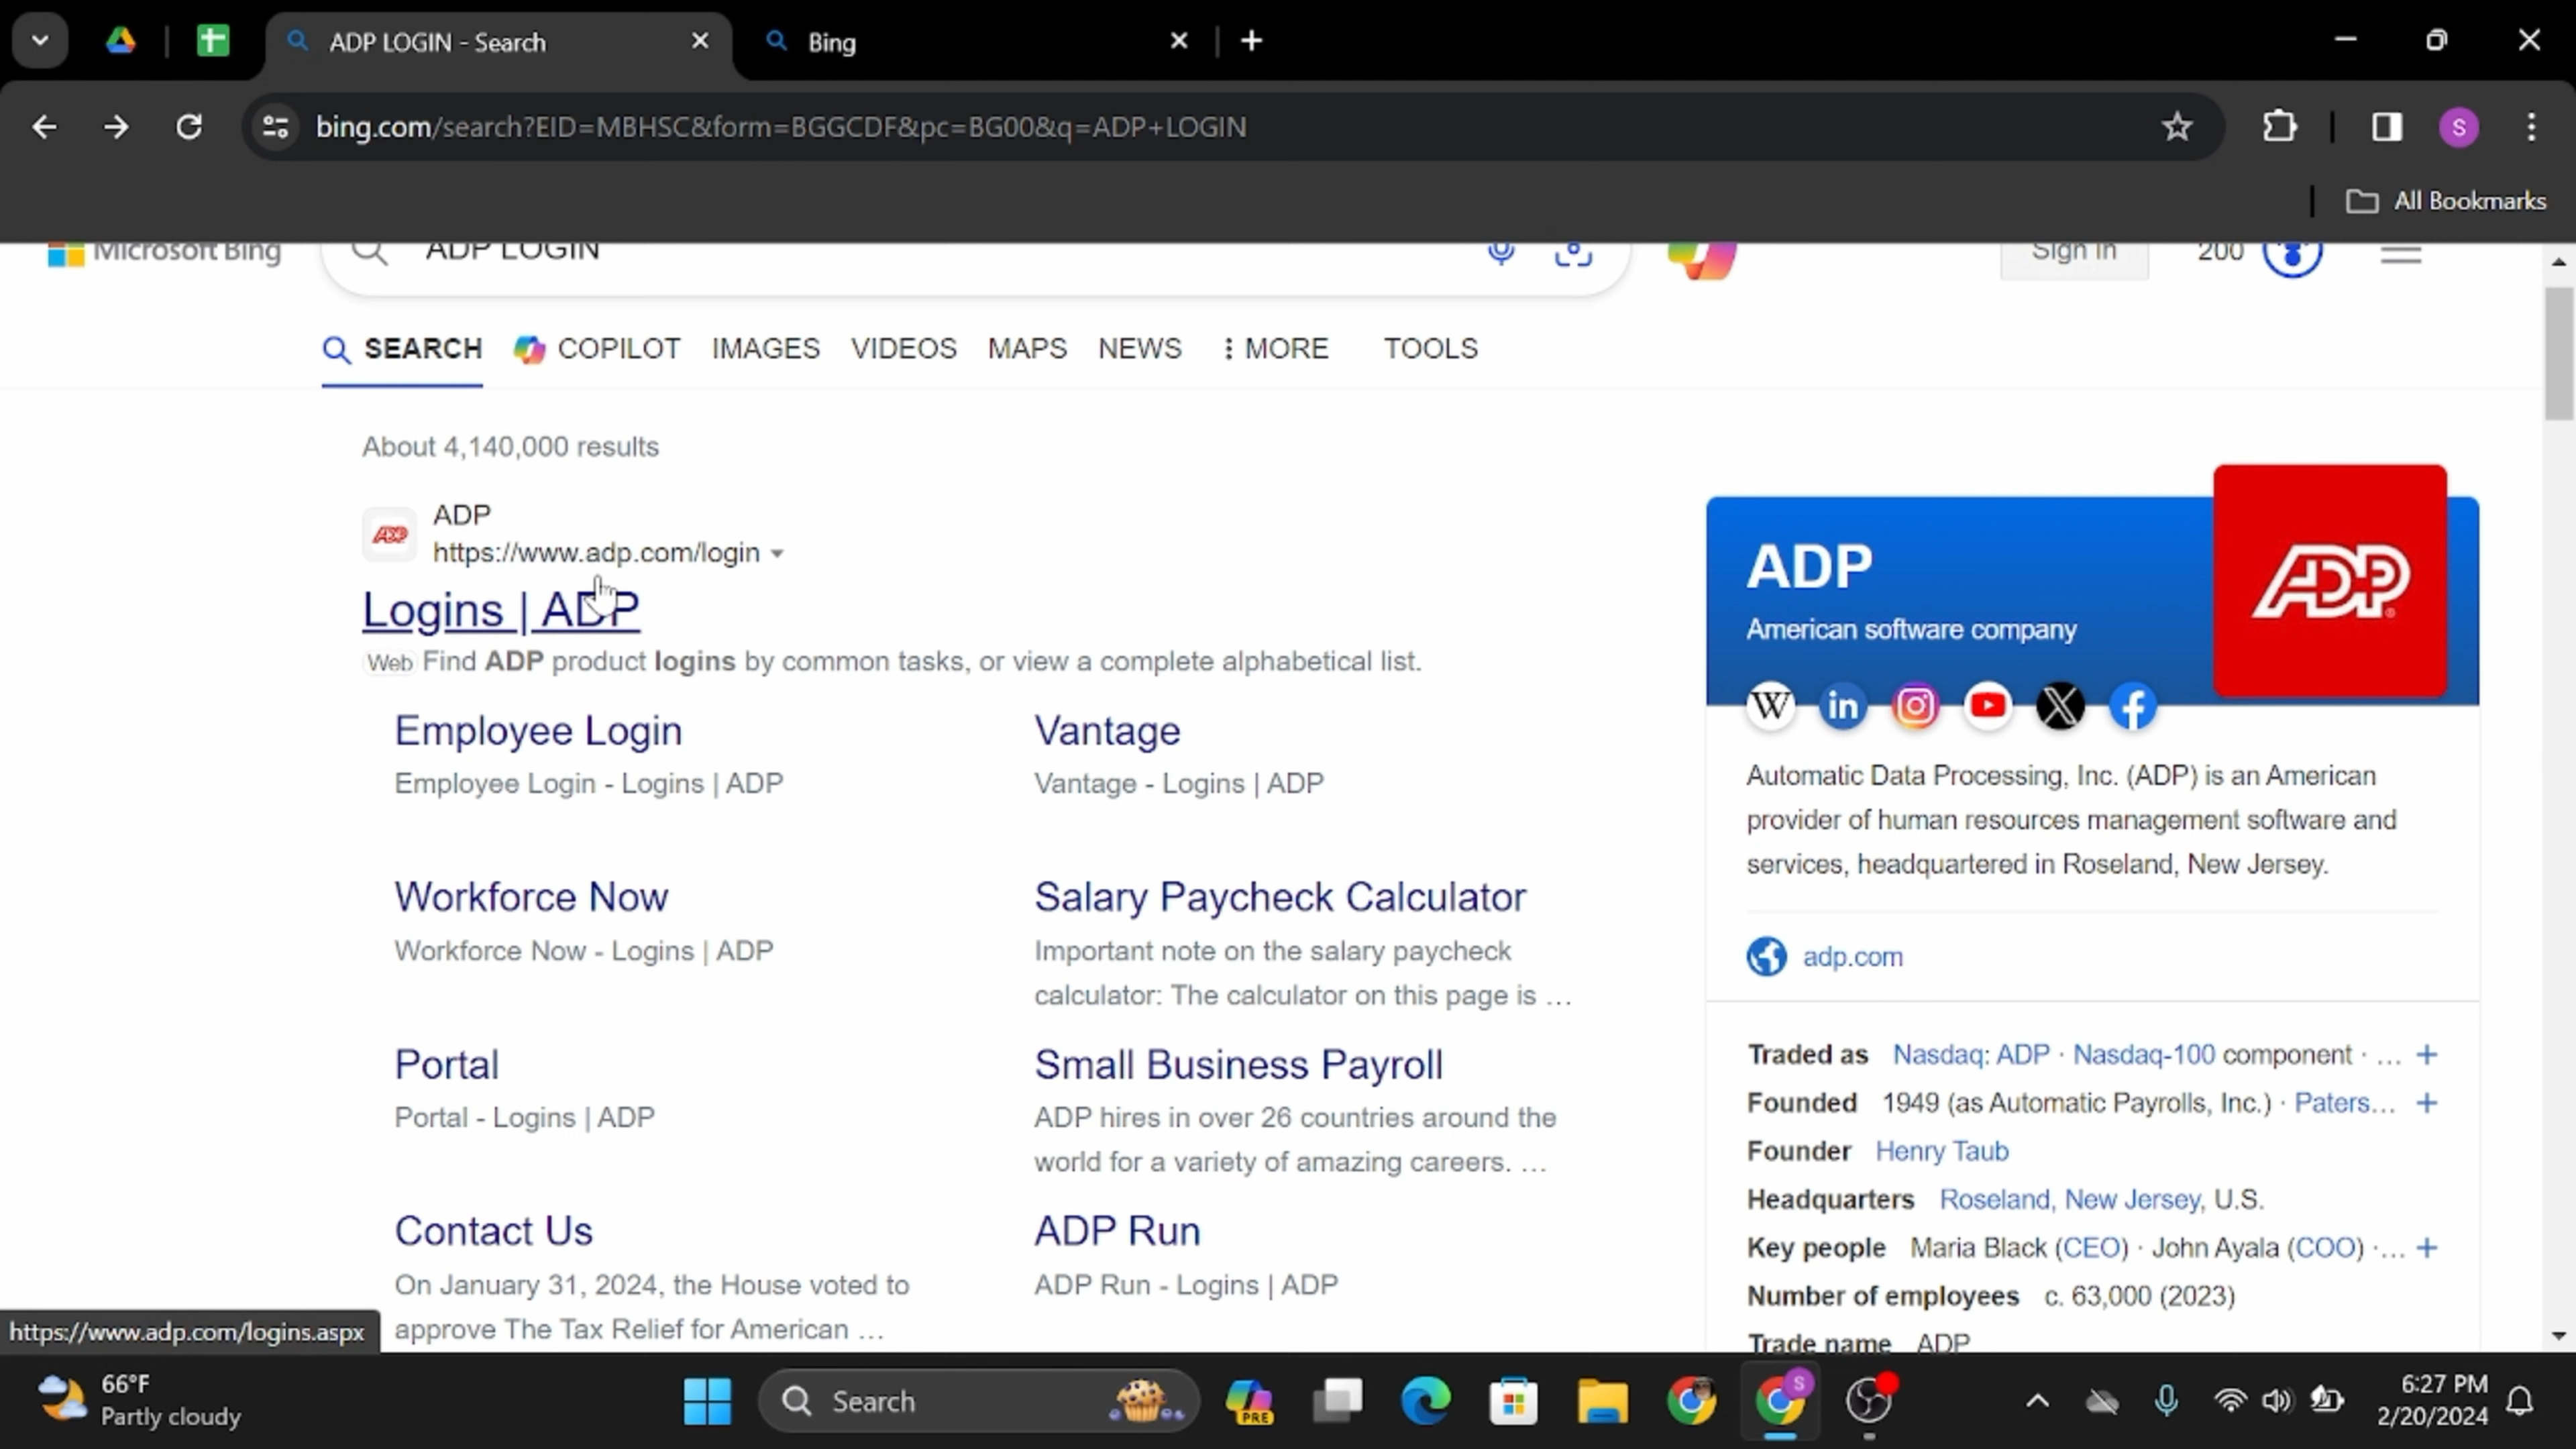 ADP LOGIN - Search
Bing
bing.com/search?EID=MBHSC&form=BGGCDF&pc=BG00&q=ADP+LOGIN
S
All Bookmarks
Microsoft Bing
ADP LOGIN
Sign in
200
SEARCH
COPILOT
IMAGES
VIDEOS
MAPS
NEWS
MORE
TOOLS
About 4,140,000 results
ADP
ADP
https://www.adp.com/login
Logins | ADP
Web Find ADP product logins by common tasks, or view a complete alphabetical list.
Employee Login
Employee Login - Logins | ADP
Vantage
Vantage - Logins | ADP
Workforce Now
Workforce Now - Logins | ADP
Salary Paycheck Calculator
Important note on the salary paycheck
calculator: The calculator on this page is ...
Portal
Portal - Logins | ADP
Small Business Payroll
ADP hires in over 26 countries around the
world for a variety of amazing careers. ...
Contact Us
On January 31, 2024, the House voted to
approve The Tax Relief for American ...
ADP Run
ADP Run - Logins | ADP
ADP
American software company
ADP
W
in
X
f
Automatic Data Processing, Inc. (ADP) is an American
provider of human resources management software and
services, headquartered in Roseland, New Jersey.
adp.com
Traded as Nasdaq: ADP · Nasdaq-100 component · ... +
Founded 1949 (as Automatic Payrolls, Inc.) · Paters... +
Founder Henry Taub
Headquarters Roseland, New Jersey, U.S.
Key people Maria Black (CEO) · John Ayala (COO) ·... +
Number of employees c. 63,000 (2023)
Trade name ADP
https://www.adp.com/logins.aspx
66°F
Partly cloudy
Search
PRE
S
6:27 PM
2/20/2024